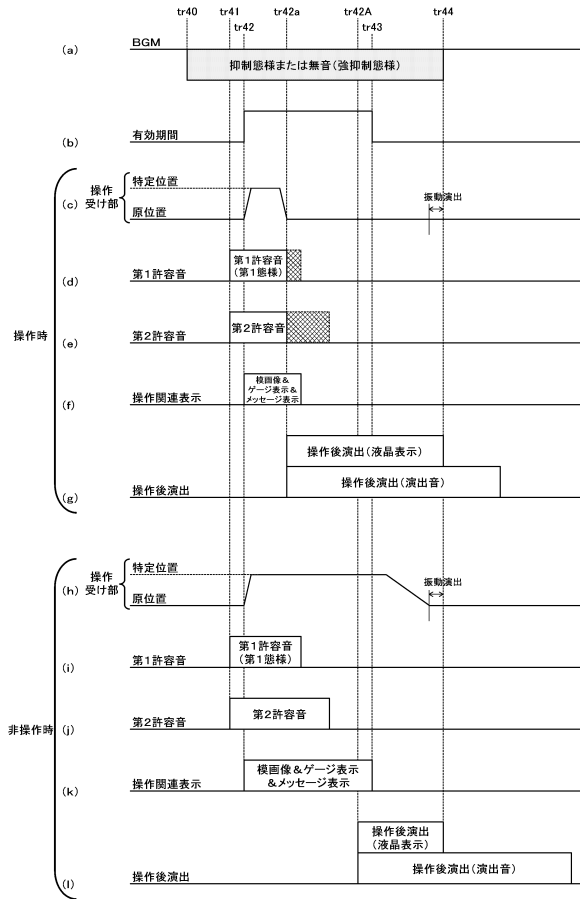 tr40 tr41 tr42a tr42A tr44
tr42 tr43
(a) BGM
抑制態様または無音(強抑制態様)
(b) 有効期間
操作時
(c) 操作受け部
特定位置
原位置
振動演出
(d) 第1許容音
第1許容音
(第1態様)
(e) 第2許容音
第2許容音
(f) 操作関連表示
模画像&
ゲージ表示&
メッセージ表示
(g) 操作後演出
操作後演出(液晶表示)
操作後演出(演出音)
非操作時
(h) 操作受け部
特定位置
原位置
振動演出
(i) 第1許容音
第1許容音
(第1態様)
(j) 第2許容音
第2許容音
(k) 操作関連表示
模画像&ゲージ表示
&メッセージ表示
(l) 操作後演出
操作後演出
(液晶表示)
操作後演出(演出音)